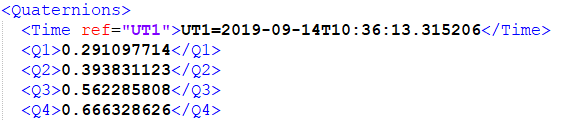 <Quaternions>
<Time ref="UT1">UT1=2019-09-14T10:36:13.315206</Time>
<Q1>0.291097714</Q1>
<Q2>0.393831123</Q2>
<Q3>0.562285808</Q3>
<Q4>0.666328626</Q4>